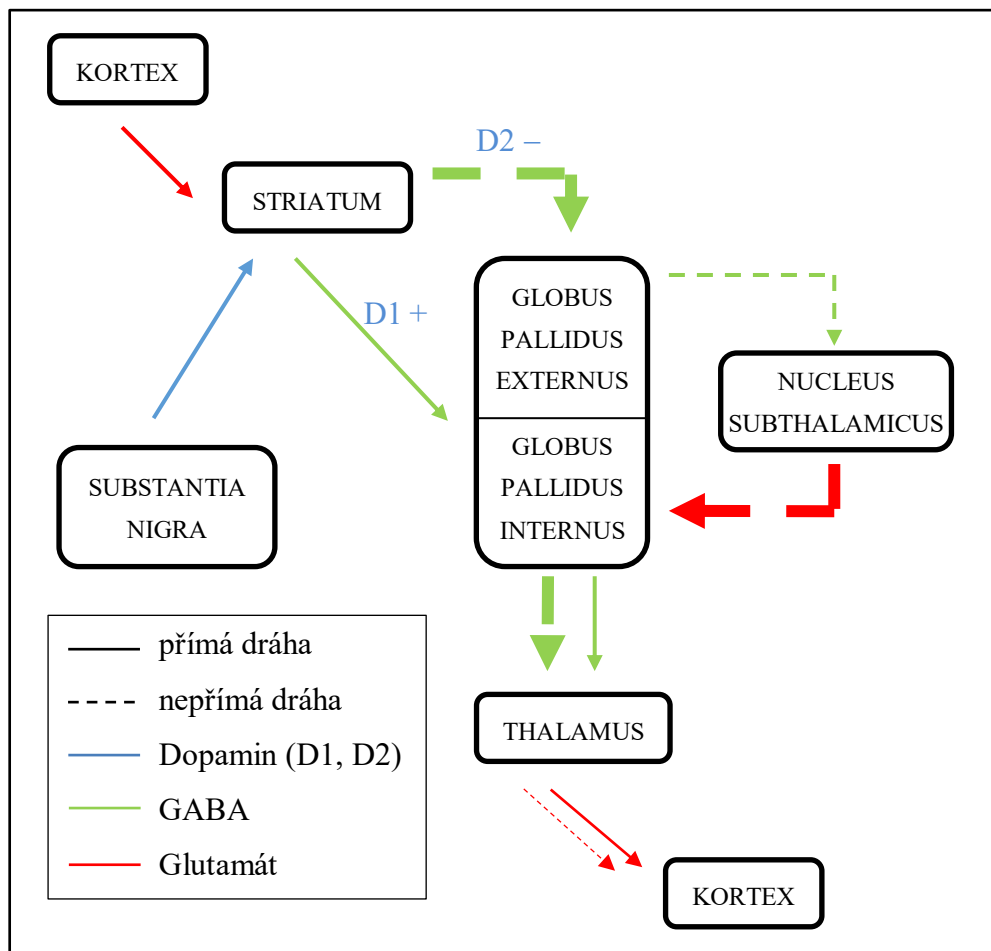 KORTEX
D2 –
STRIATUM
D1 +
GLOBUS
PALLIDUS
EXTERNUS
NUCLEUS
SUBTHALAMICUS
GLOBUS
PALLIDUS
INTERNUS
SUBSTANTIA
NIGRA
přímá dráha
nepřímá dráha
Dopamin (D1, D2)
GABA
Glutamát
THALAMUS
KORTEX